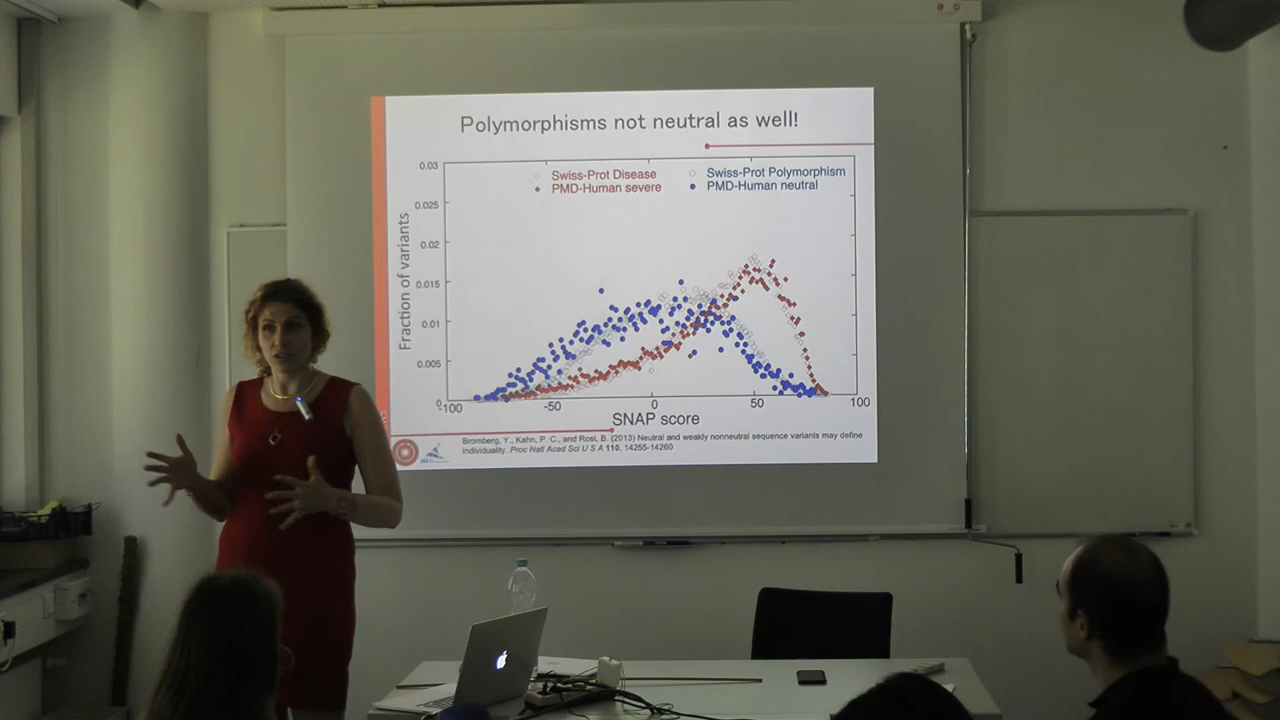 Polymorphisms not neutral as well!
0.03
0.025
0.02
0.015
0.01
0.005
0
Fraction of variants
Swiss-Prot Disease
PMD-Human severe
Swiss-Prot Polymorphism
PMD-Human neutral
-100
-50
0
50
100
SNAP score
Bromberg, Y., Kahn, P. C., and Rost, B. (2013) Neutral and weakly nonneutral sequence variants may define
individuality. Proc Natl Acad Sci U S A 110, 14255-14260